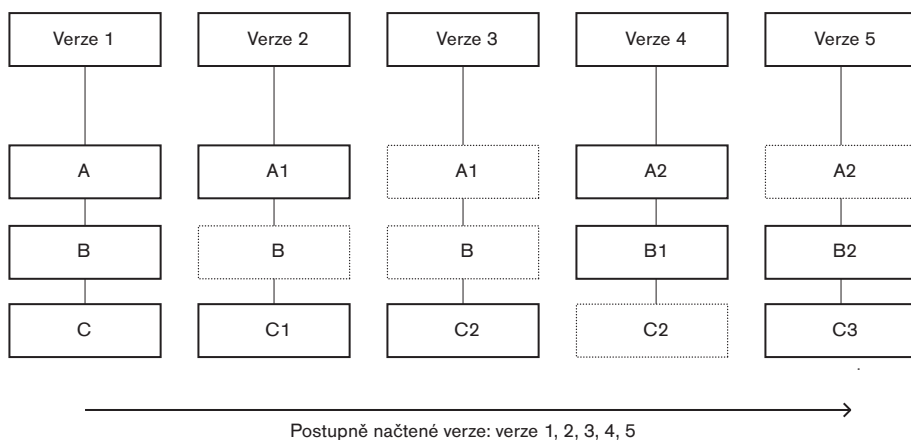 Verze 1
Verze 2
Verze 3
Verze 4
Verze 5
A
A1
A1
A2
A2
B
B
B
B1
B2
C
C1
C2
C2
C3
Postupně načtené verze: verze 1, 2, 3, 4, 5